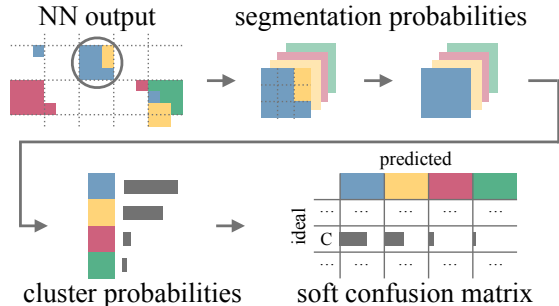 NN output
segmentation probabilities
predicted
ideal
... ... ... ... ...
C
... ... ... ... ...
cluster probabilities
soft confusion matrix